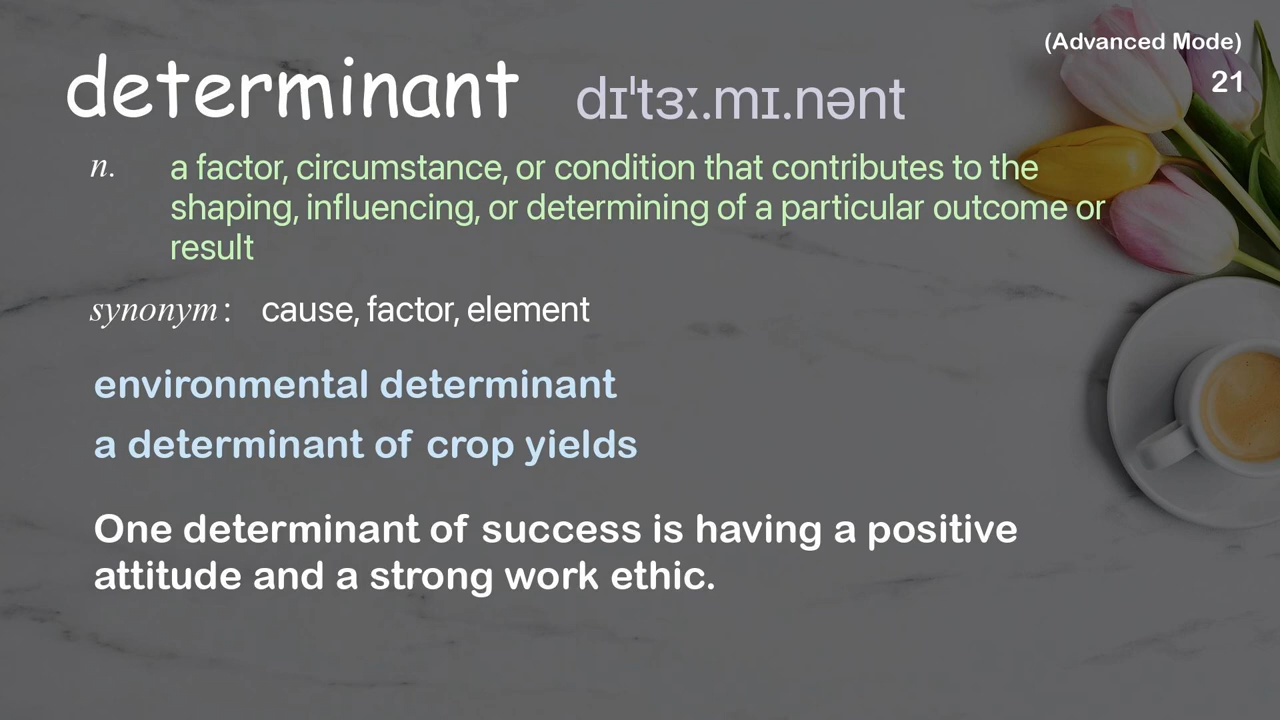 (Advanced Mode)
21
determinant dɪˈtɜː.mɪ.nənt
n. a factor, circumstance, or condition that contributes to the
shaping, influencing, or determining of a particular outcome or
result
synonym: cause, factor, element
environmental determinant
a determinant of crop yields
One determinant of success is having a positive
attitude and a strong work ethic.